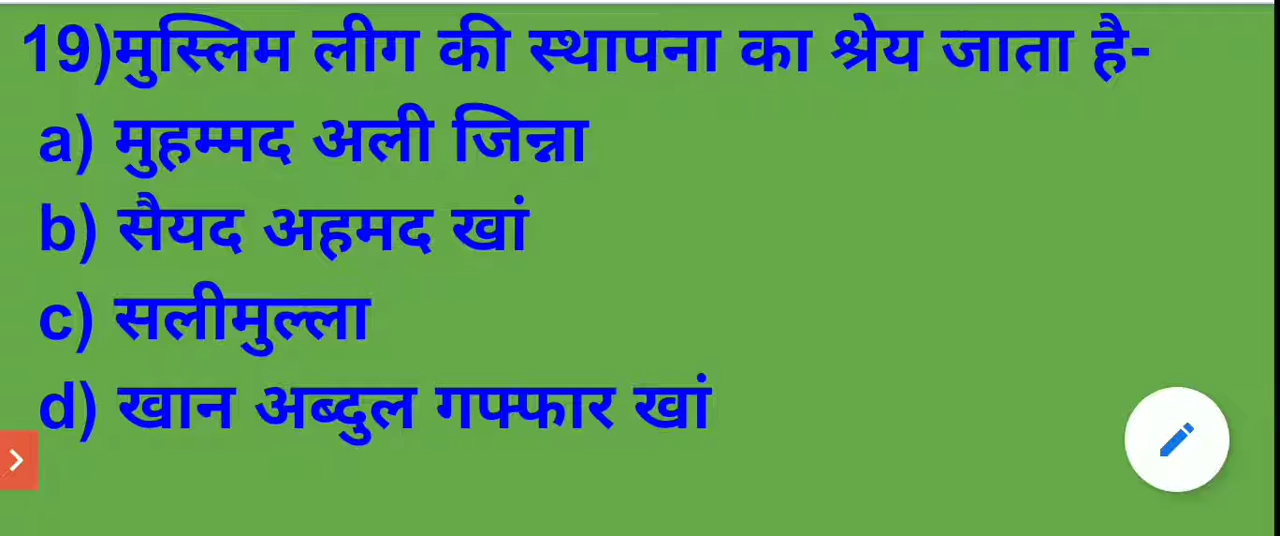 19)मुस्लिम लीग की स्थापना का श्रेय जाता है-
a) मुहम्मद अली जिन्ना
b) सैयद अहमद खां
c) सलीमुल्ला
d) खान अब्दुल गफ्फार खां